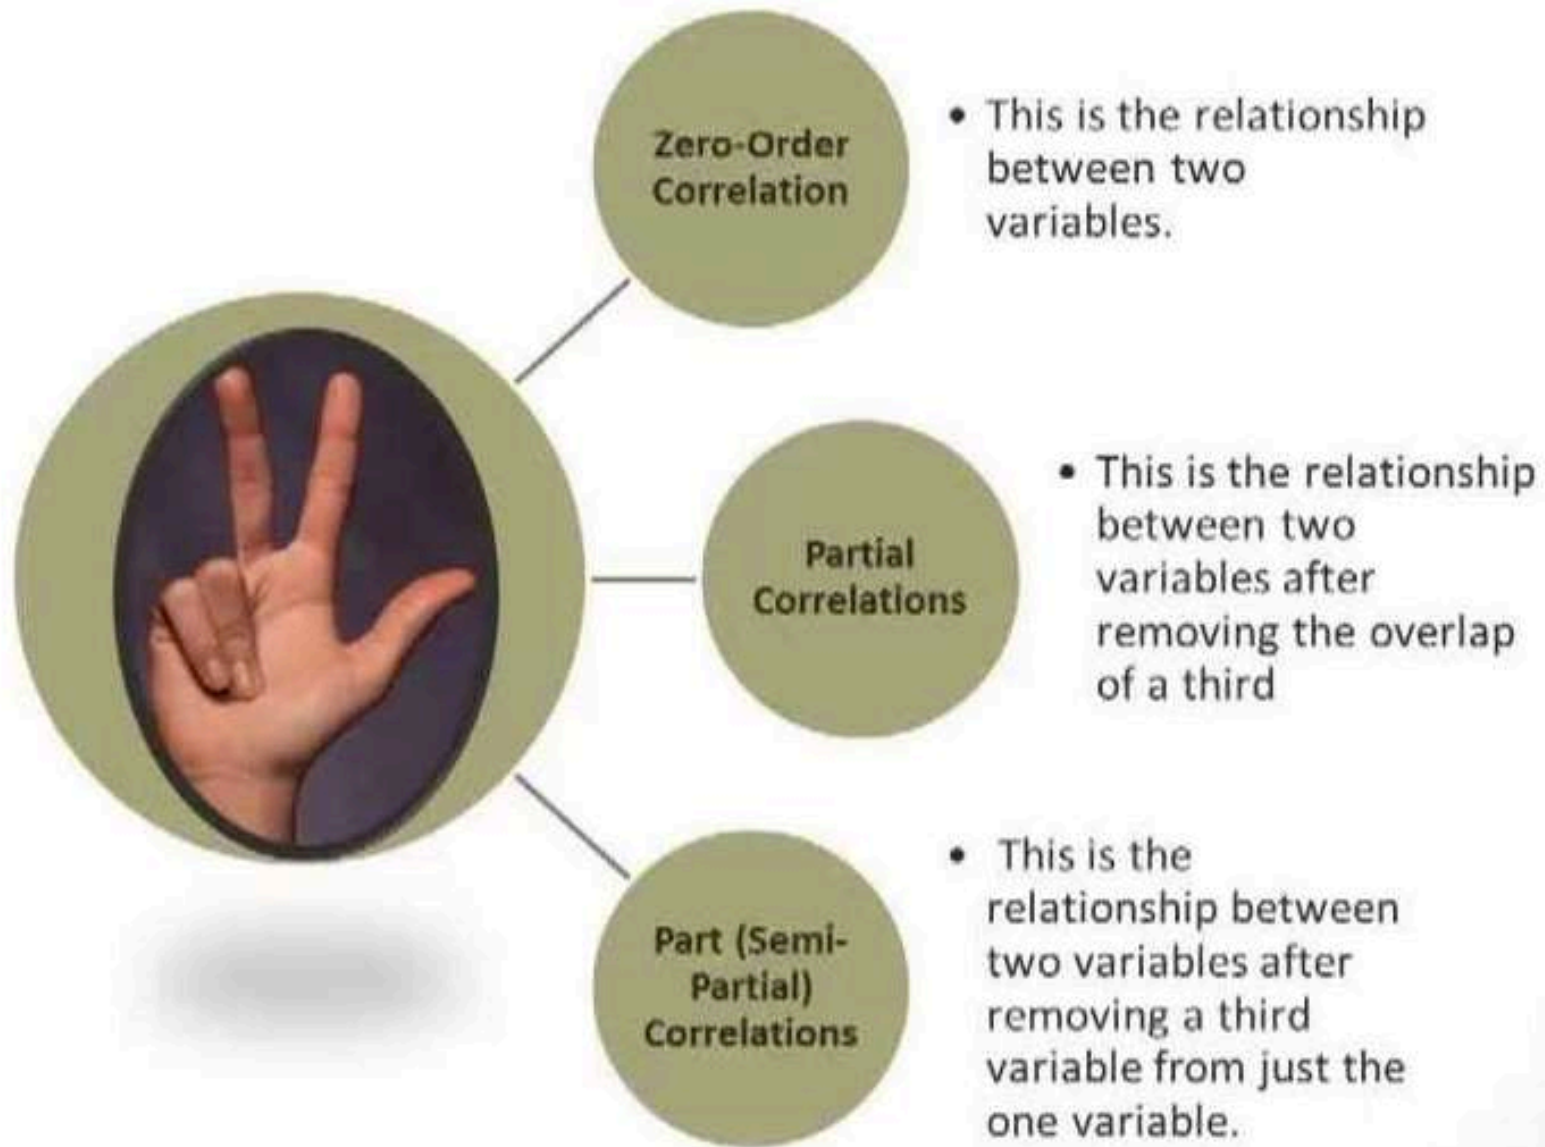 Zero-Order
Correlation
• This is the relationship
between two
variables.
Partial
Correlations
• This is the relationship
between two
variables after
removing the overlap
of a third
Part (Semi-
Partial)
Correlations
• This is the
relationship between
two variables after
removing a third
variable from just the
one variable.